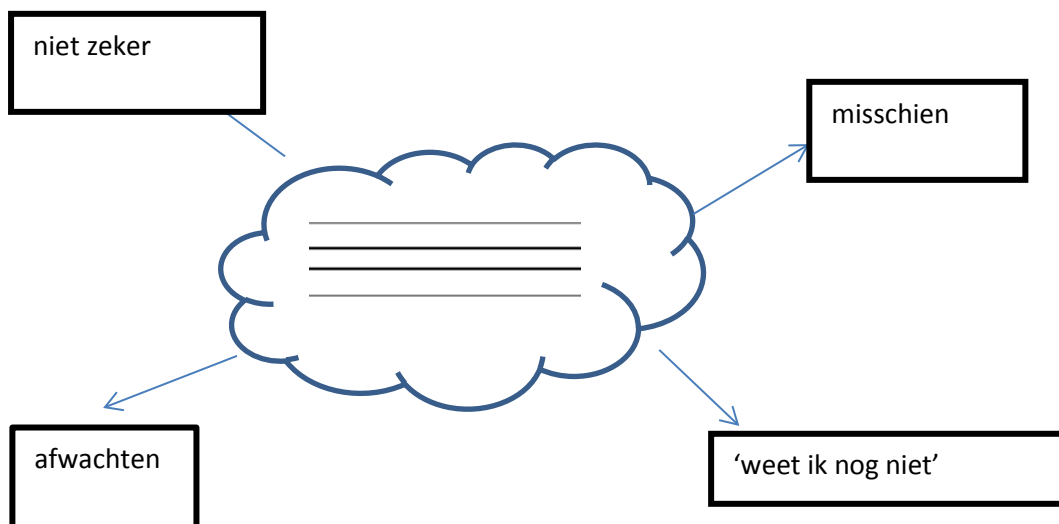 niet zeker
misschien
afwachten
‘weet ik nog niet’